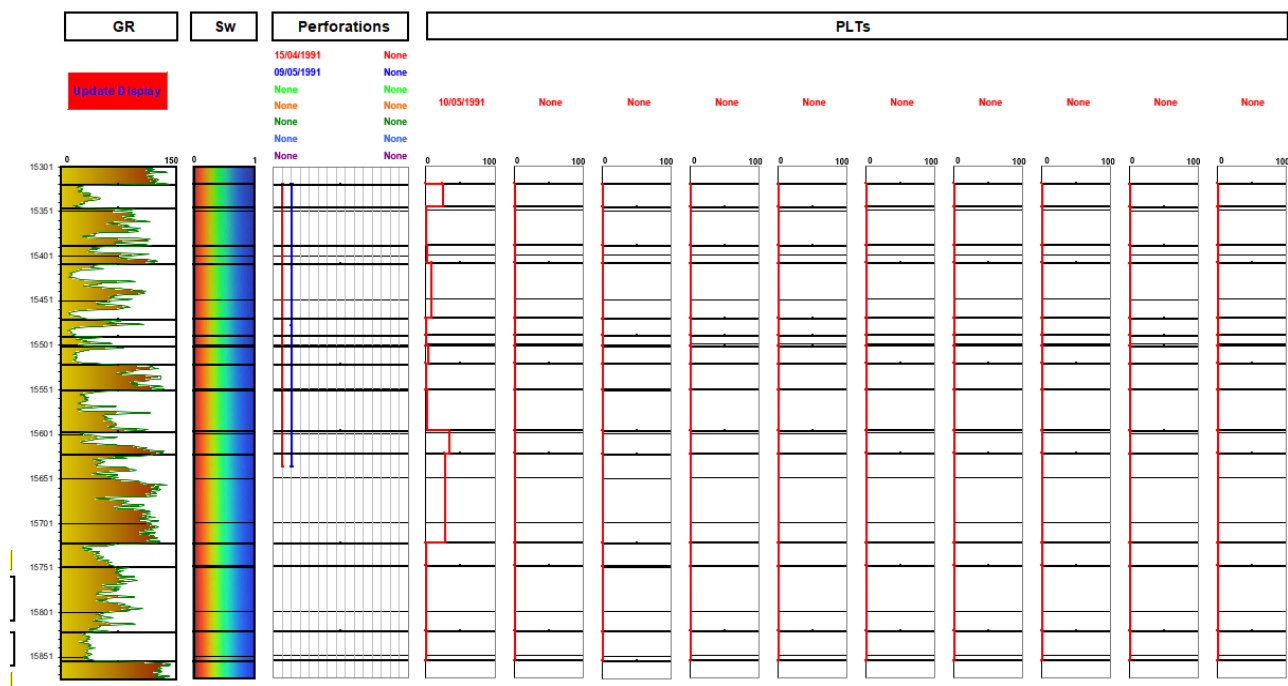 GR Sw Perforations PLTs
15/04/1991 None
09/05/1991 None
Update Display
None None
None None
10/05/1991 None None None None None None None None None
None None
None None
None None
0 150 0 1 0 100 0 100 0 100 0 100 0 100 0 100 0 100 0 100 0 100 0 100
15301
15351
15401
15451
15501
15551
15601
15651
15701
15751
15801
15851